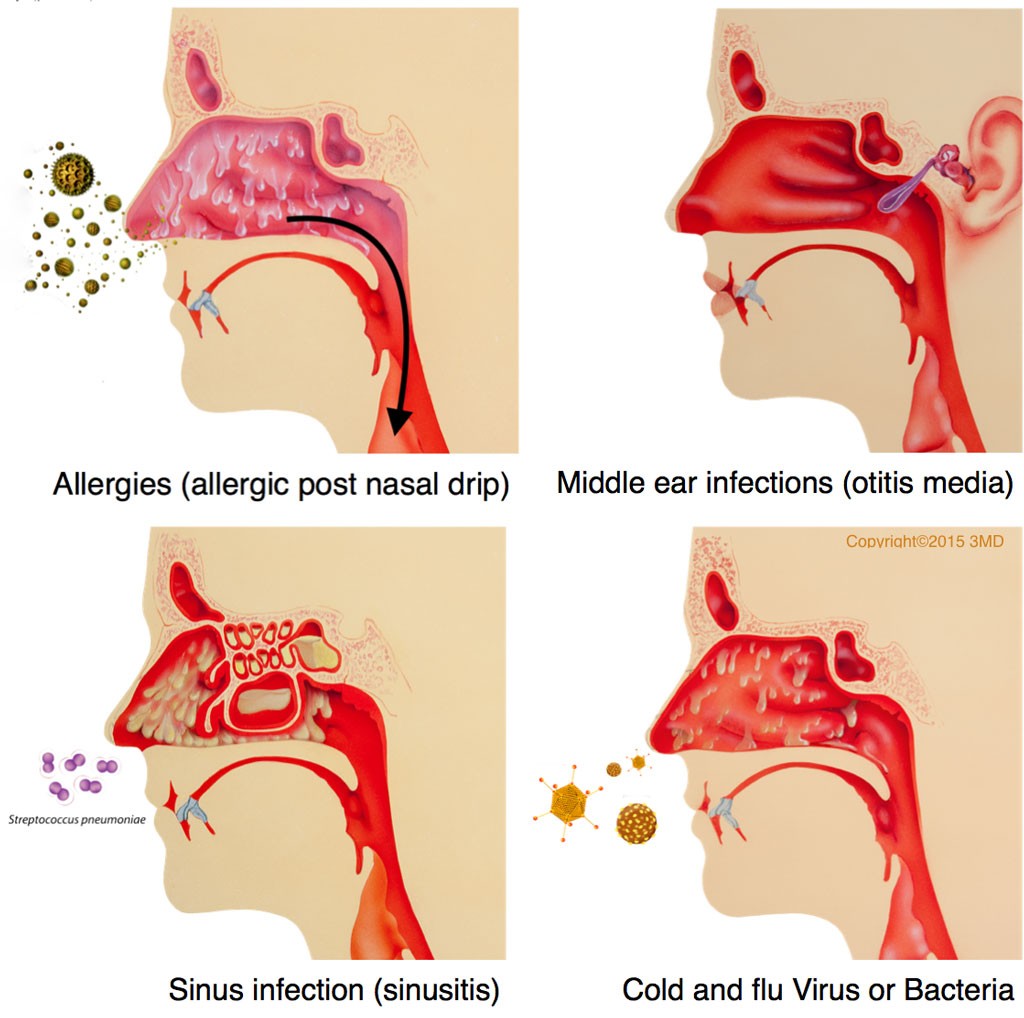 Allergies (allergic post nasal drip)
Middle ear infections (otitis media)
Copyright©2015 3MD
Streptococcus pneumoniae
Sinus infection (sinusitis)
Cold and flu Virus or Bacteria